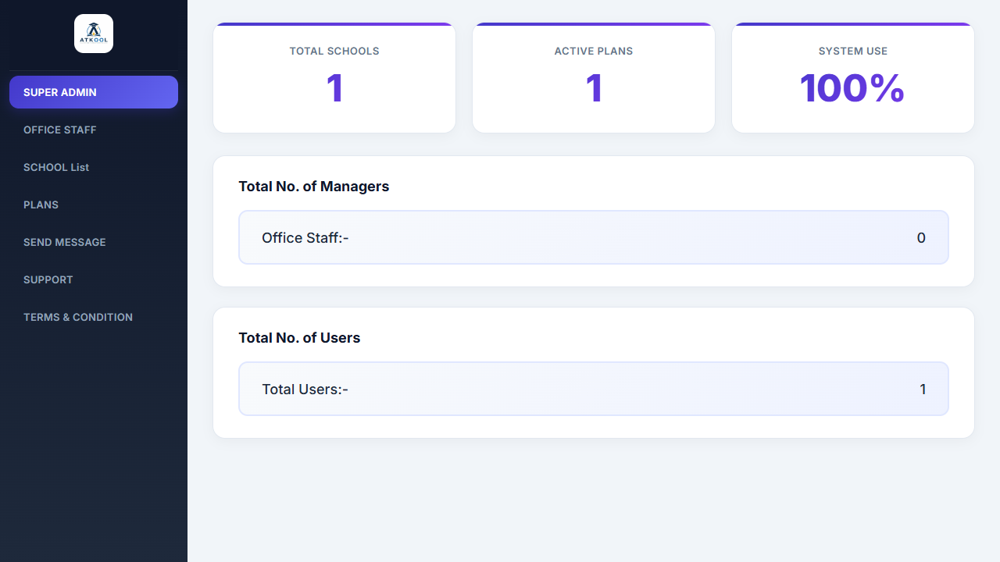 ATKOOL
SUPER ADMIN
OFFICE STAFF
SCHOOL List
PLANS
SEND MESSAGE
SUPPORT
TERMS & CONDITION
TOTAL SCHOOLS
1
ACTIVE PLANS
1
SYSTEM USE
100%
Total No. of Managers
Office Staff:- 0
Total No. of Users
Total Users:- 1